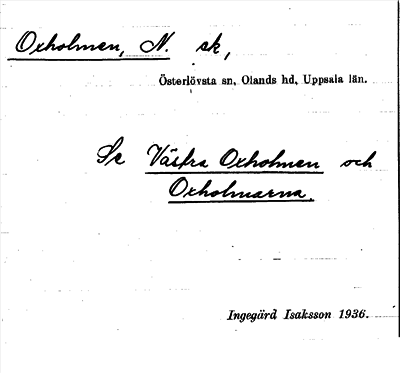 Oxholmen, N. sk,
Österlövsta sn, Olands hd, Uppsala län.
Se Västra Oxholmen och
Oxholmarna.
Ingegärd Isaksson 1936.